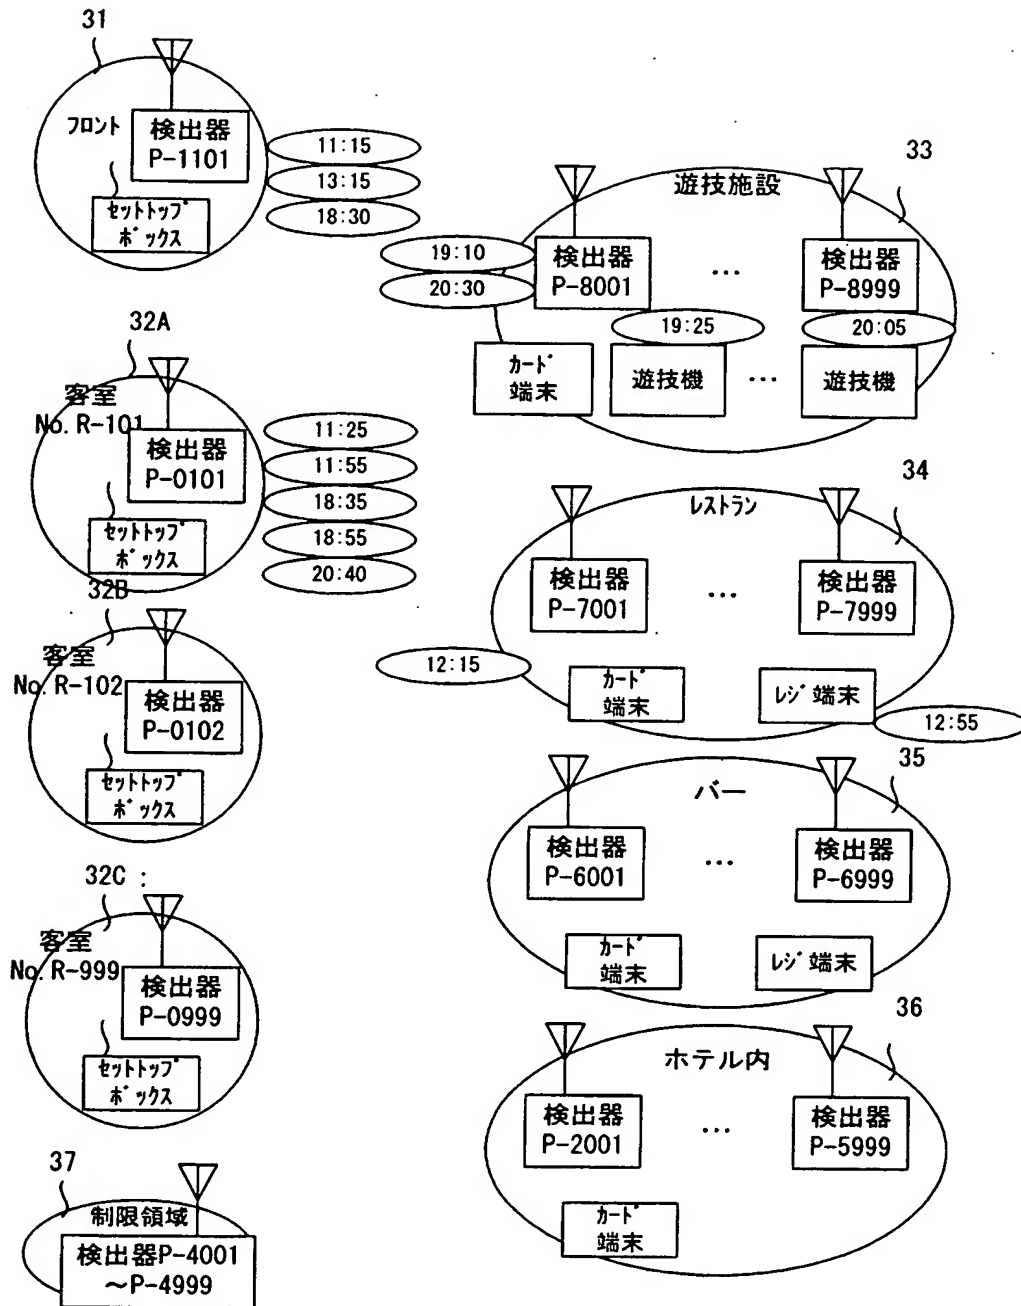 31
フロント
検出器
P-1101
セットトップ
ボックス
11:15
13:15
18:30
32A
客室
No. R-101
検出器
P-0101
セットトップ
ボックス
11:25
11:55
18:35
18:55
20:40
32B
客室
No. R-102
検出器
P-0102
セットトップ
ボックス
32C :
客室
No. R-999
検出器
P-0999
セットトップ
ボックス
37
制限領域
検出器P-4001
～P-4999
33
遊技施設
19:10
20:30
検出器
P-8001
…
検出器
P-8999
19:25
20:05
カード
端末
遊技機
…
遊技機
34
レストラン
検出器
P-7001
…
検出器
P-7999
12:15
カード
端末
レジ端末
12:55
35
バー
検出器
P-6001
…
検出器
P-6999
カード
端末
レジ端末
36
ホテル内
検出器
P-2001
…
検出器
P-5999
カード
端末